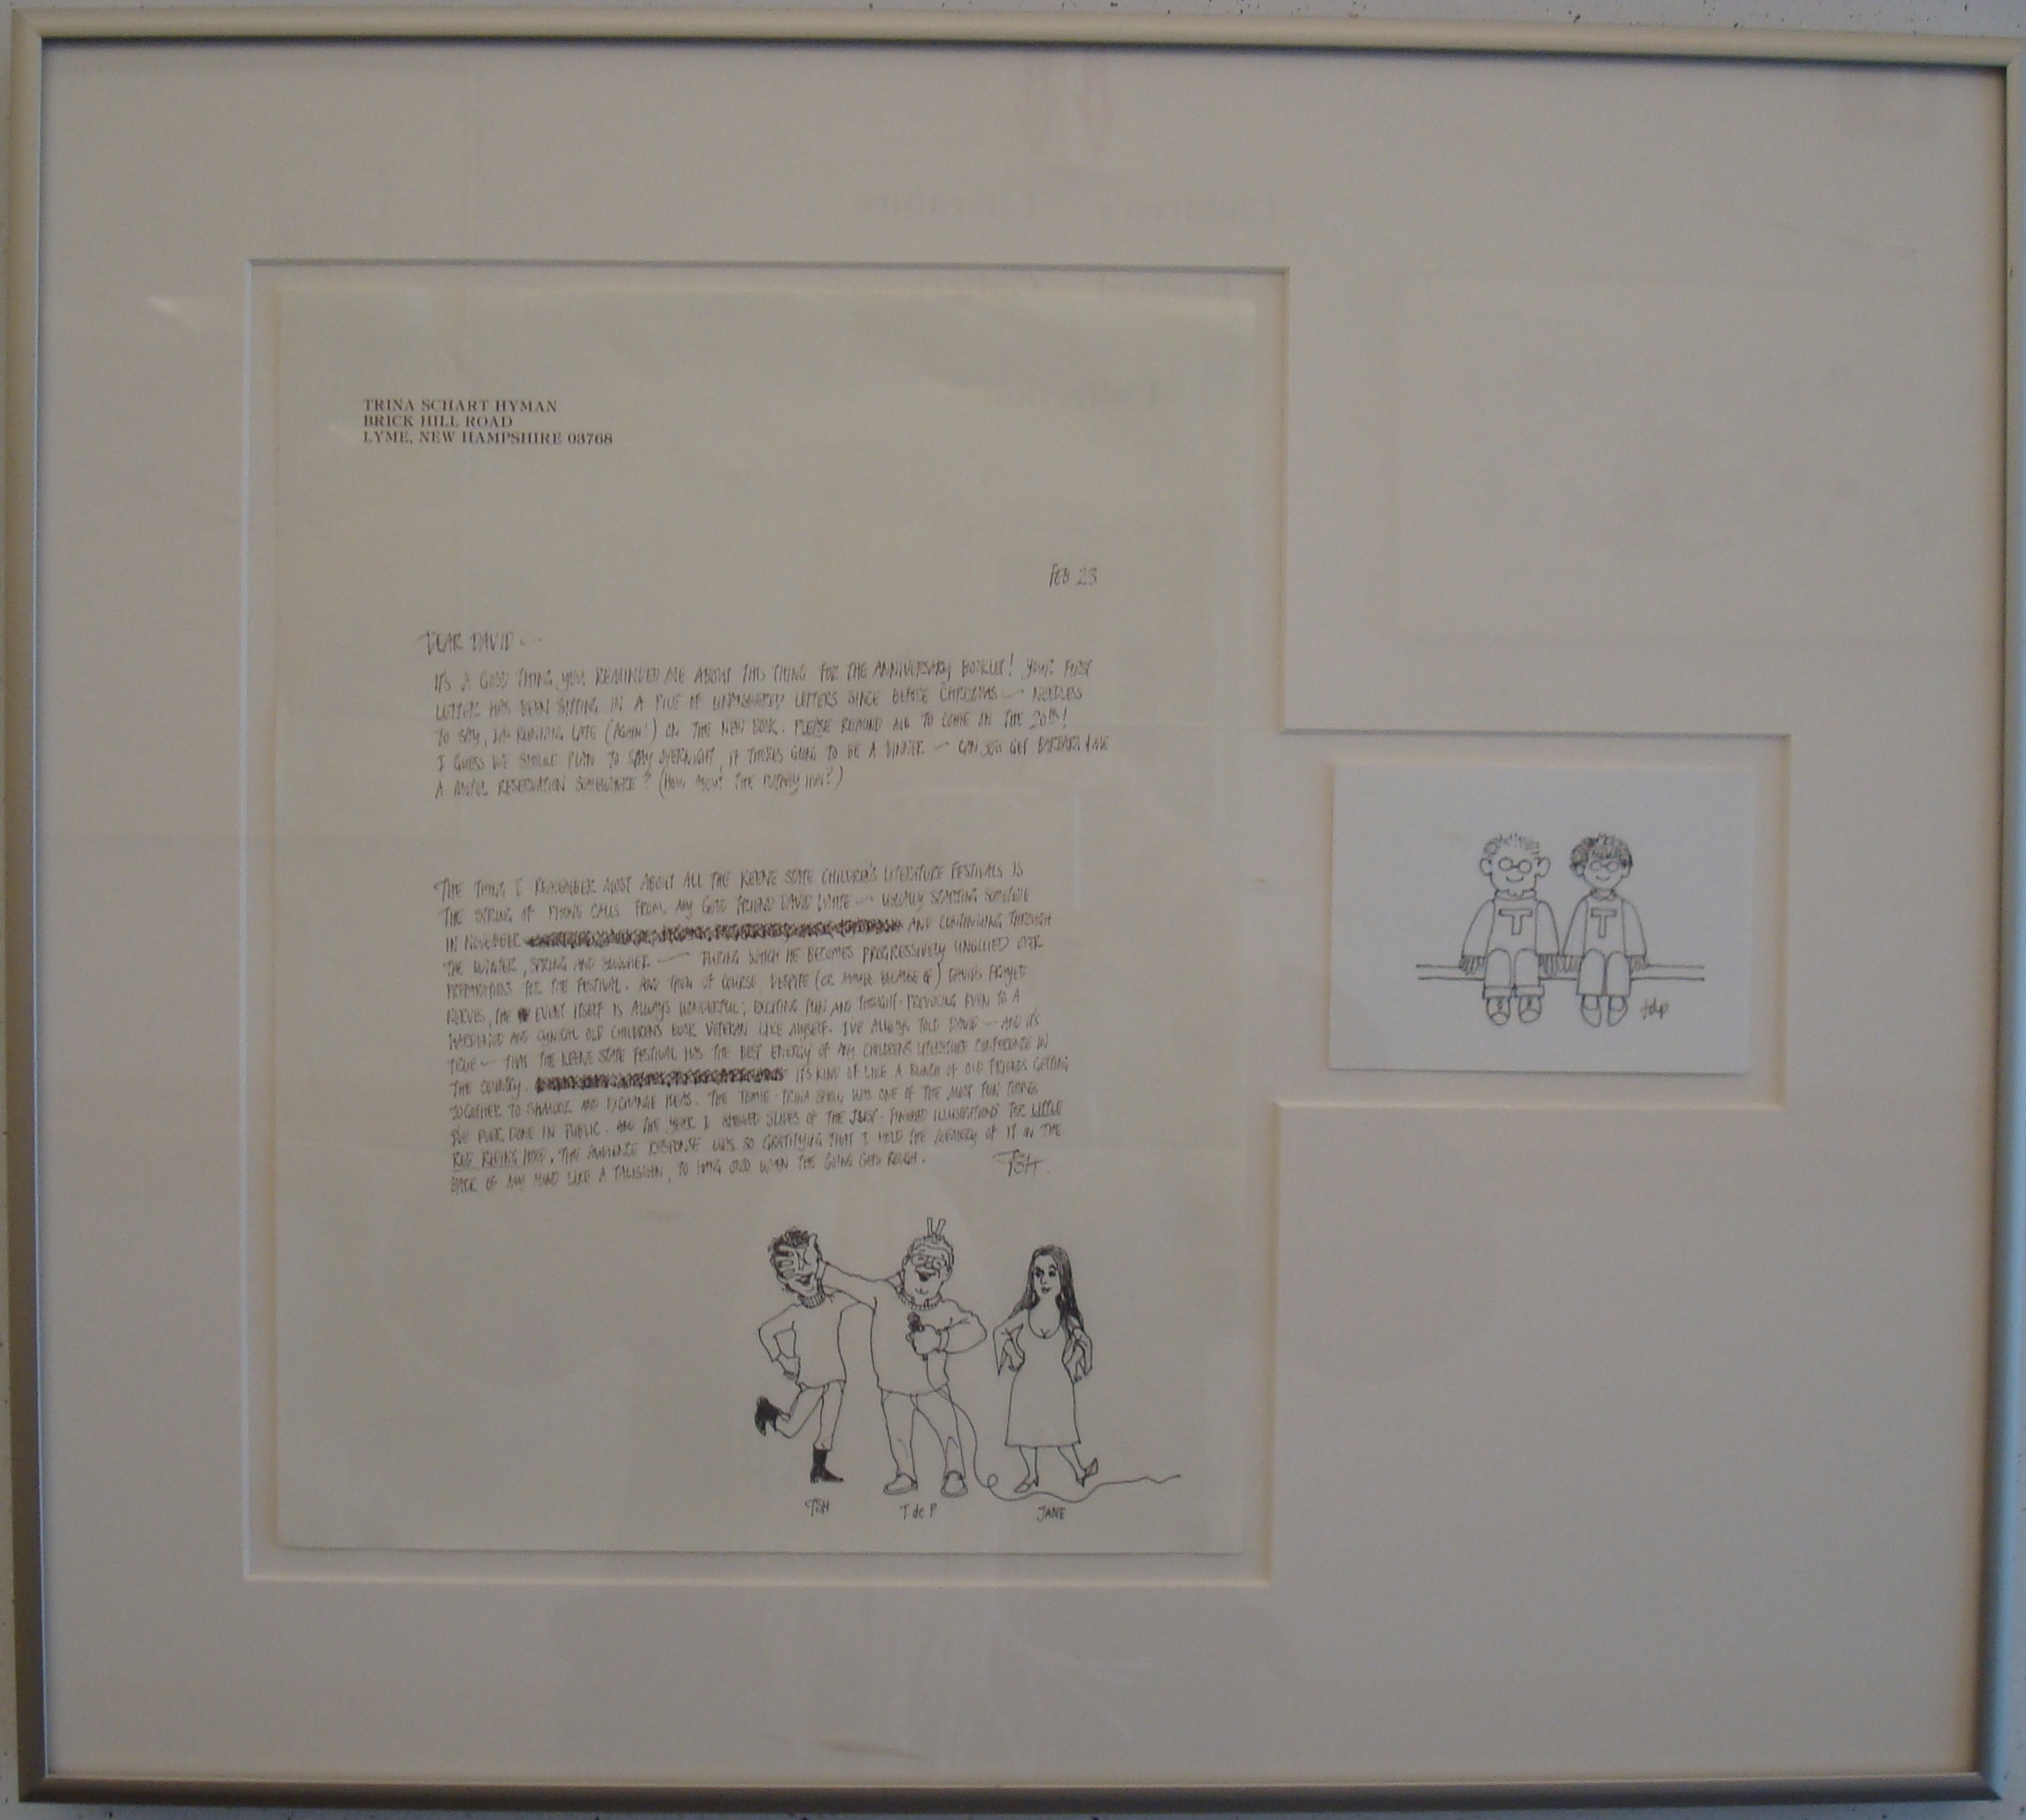 TRINA SCHART HYMAN
BRICK HILL ROAD
LYME, NEW HAMPSHIRE 03768
FEB 23
DEAR DAVID —
IT'S A GOOD THING YOU REMINDED ME ABOUT THIS THING FOR THE ANNIVERSARY BOOKLET! YOUR FIRST
LETTER HAS BEEN SITTING IN A PILE OF UNANSWERED LETTERS SINCE BEFORE CHRISTMAS — NEEDLESS
TO SAY, I'M RUNNING LATE (AGAIN!) ON THE NEW BOOK. PLEASE REMIND ME TO COME ON THE 20th!
I GUESS WE SHOULD PLAN TO STAY OVERNIGHT, IF THERE'S GOING TO BE A DINNER — CAN YOU GET BARBARA & ME
A MOTEL RESERVATION SOMEWHERE? (HOW ABOUT THE PUTNEY INN?)
THE THING I REMEMBER MOST ABOUT ALL THE KEENE STATE CHILDREN'S LITERATURE FESTIVALS IS
THE STRING OF PHONE CALLS FROM MY GOOD FRIEND DAVID WHITE — USUALLY STARTING SOMETIME
IN NOVEMBER AND CONTINUING THROUGH
THE WINTER, SPRING AND SUMMER — DURING WHICH HE BECOMES PROGRESSIVELY UNGLUED OVER
PREPARATIONS FOR THE FESTIVAL. AND THEN OF COURSE, DESPITE (OR MAYBE BECAUSE OF) DAVID'S FRAYED
NERVES, THE EVENT ITSELF IS ALWAYS WONDERFUL; EXCITING FUN AND THOUGHT-PROVOKING EVEN TO A
HARDENED AND CYNICAL OLD CHILDREN'S BOOK VETERAN LIKE MYSELF. I'VE ALWAYS TOLD DAVID — AND IT'S
TRUE — THAT THE KEENE STATE FESTIVAL HAS THE BEST ENERGY OF ANY CHILDREN'S LITERATURE CONFERENCE IN
THE COUNTRY. IT'S KIND OF LIKE A BUNCH OF OLD FRIENDS GETTING
TOGETHER TO AND EXCHANGE IDEAS. THE TOMIE-TRINA SHOW WAS ONE OF THE MOST FUN THINGS
I'VE EVER DONE IN PUBLIC. AND THE YEAR I SHOWED SLIDES OF THE JUST-FINISHED ILLUSTRATIONS FOR LITTLE
RED RIDING HOOD, THE AUDIENCE RESPONSE WAS SO GRATIFYING THAT I HOLD THE MEMORY OF IT IN THE
BACK OF MY MIND LIKE A TALISMAN, TO HANG ONTO WHEN THE GOING GETS ROUGH.
TSH
TSH
T de P
JANE
T
T
tdep